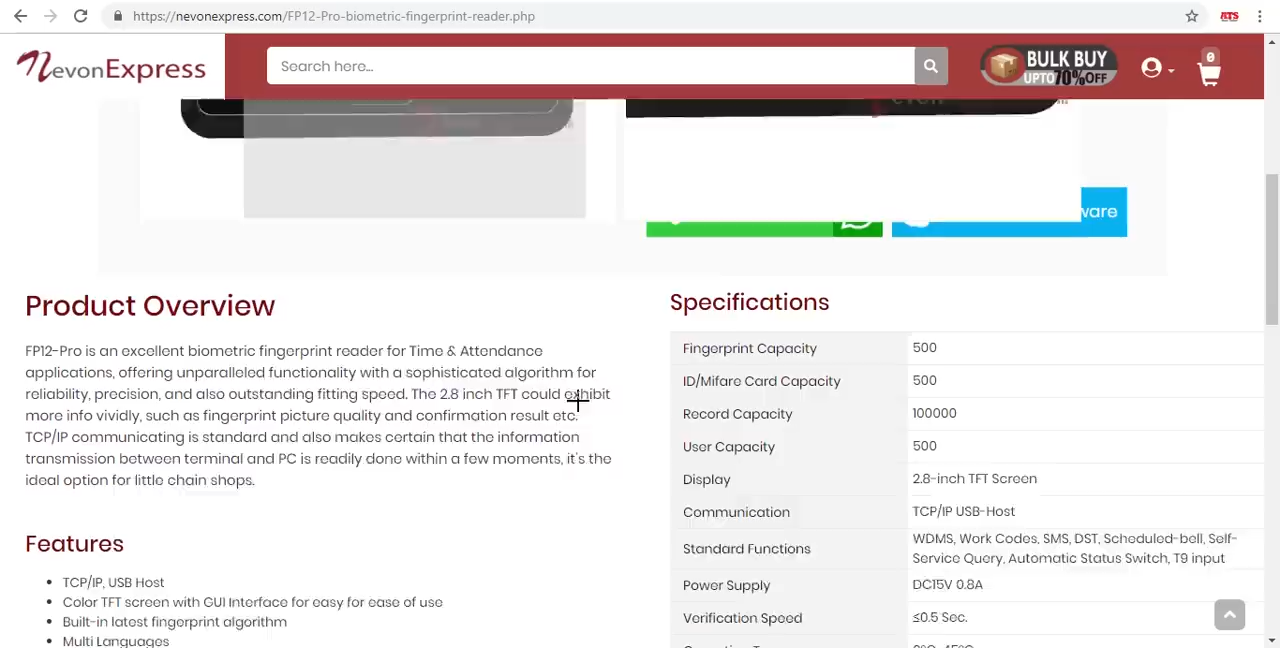 https://nevonexpress.com/FP12-Pro-biometric-fingerprint-reader.php
ATS
NevonExpress
Search here...
BULK BUY
UPTO 70% OFF
0
ware
Product Overview
FP12-Pro is an excellent biometric fingerprint reader for Time & Attendance
applications, offering unparalleled functionality with a sophisticated algorithm for
reliability, precision, and also outstanding fitting speed. The 2.8 inch TFT could exhibit
more info vividly, such as fingerprint picture quality and confirmation result etc.
TCP/IP communicating is standard and also makes certain that the information
transmission between terminal and PC is readily done within a few moments, it's the
ideal option for little chain shops.
Features
TCP/IP, USB Host
Color TFT screen with GUI Interface for easy for ease of use
Built-in latest fingerprint algorithm
Multi Languages
Specifications
Fingerprint Capacity 500
ID/Mifare Card Capacity 500
Record Capacity 100000
User Capacity 500
Display 2.8-inch TFT Screen
Communication TCP/IP USB-Host
Standard Functions WDMS, Work Codes, SMS, DST, Scheduled-bell, Self-
Service Query, Automatic Status Switch, T9 input
Power Supply DC15V 0.8A
Verification Speed ≤0.5 Sec.